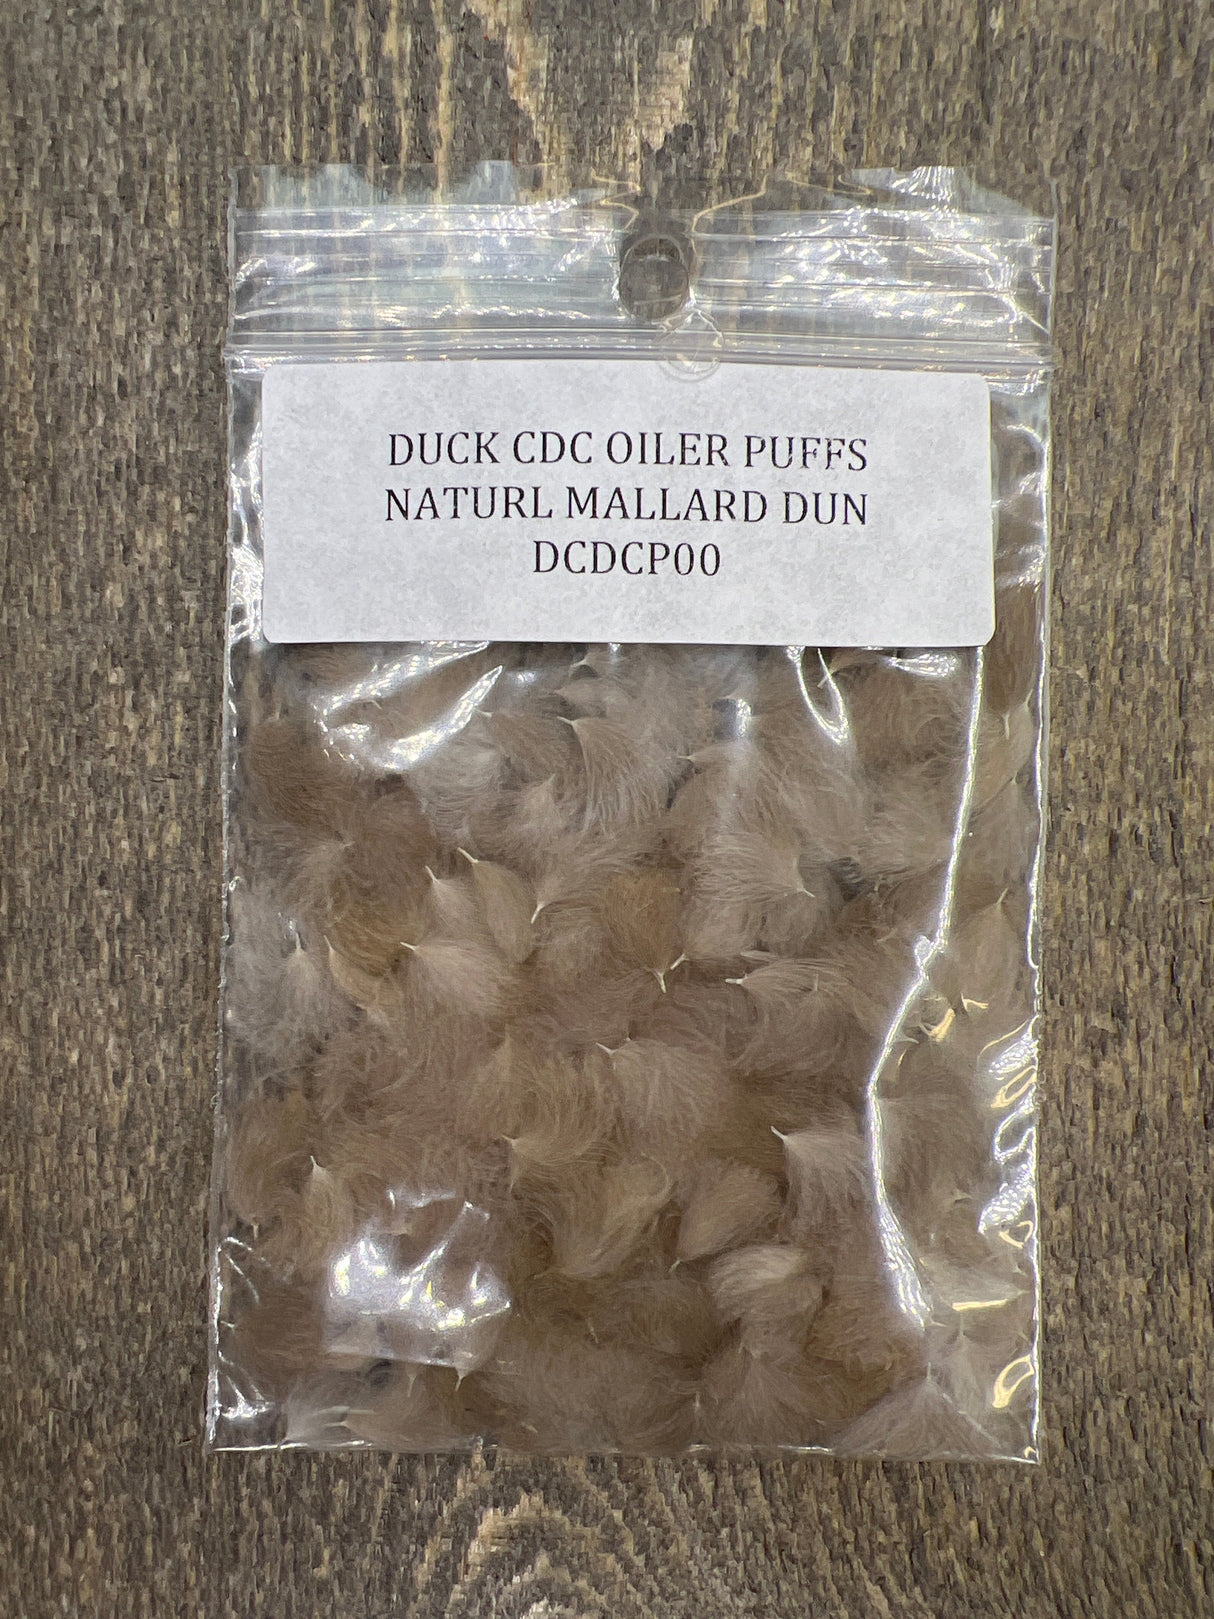 DUCK CDC OILER PUFFS
NATURL MALLARD DUN
DCDCP00